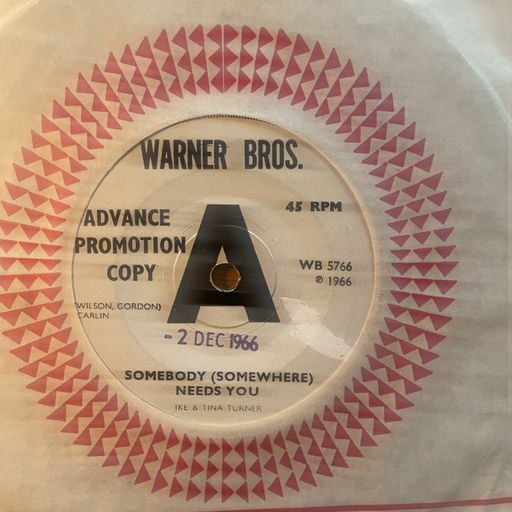 WARNER BROS.
ADVANCE
PROMOTION
COPY
A
45 RPM
WB 5766
℗ 1966
(WILSON, GORDON)
CARLIN
- 2 DEC 1966
SOMEBODY (SOMEWHERE)
NEEDS YOU
IKE & TINA TURNER